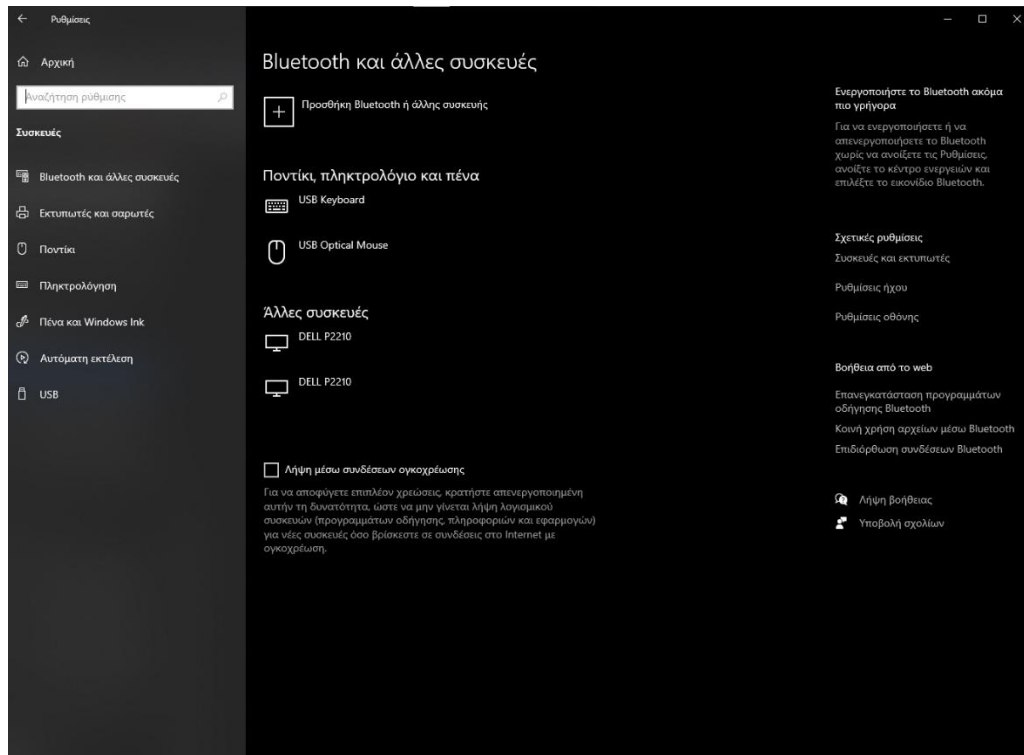 Ρυθμίσεις
Αρχική
Αναζήτηση ρύθμισης
Συσκευές
Bluetooth και άλλες συσκευές
Εκτυπωτές και σαρωτές
Ποντίκι
Πληκτρολόγηση
Πένα και Windows Ink
Αυτόματη εκτέλεση
USB
Bluetooth και άλλες συσκευές
Προσθήκη Bluetooth ή άλλης συσκευής
Ποντίκι, πληκτρολόγιο και πένα
USB Keyboard
USB Optical Mouse
Άλλες συσκευές
DELL P2210
DELL P2210
Λήψη μέσω συνδέσεων ογκοχρέωσης
Για να αποφύγετε επιπλέον χρεώσεις, κρατήστε απενεργοποιημένη
αυτήν τη δυνατότητα, ώστε να μην γίνεται λήψη λογισμικού
συσκευών (προγραμμάτων οδήγησης, πληροφοριών και εφαρμογών)
για νέες συσκευές όσο βρίσκεστε σε συνδέσεις στο Internet με
ογκοχρέωση.
Ενεργοποιήστε το Bluetooth ακόμα
πιο γρήγορα
Για να ενεργοποιήσετε ή να
απενεργοποιήσετε το Bluetooth
χωρίς να ανοίξετε τις Ρυθμίσεις,
ανοίξτε το κέντρο ενεργειών και
επιλέξτε το εικονίδιο Bluetooth.
Σχετικές ρυθμίσεις
Συσκευές και εκτυπωτές
Ρυθμίσεις ήχου
Ρυθμίσεις οθόνης
Βοήθεια από το web
Επανεγκατάσταση προγραμμάτων
οδήγησης Bluetooth
Κοινή χρήση αρχείων μέσω Bluetooth
Επιδιόρθωση συνδέσεων Bluetooth
Λήψη βοήθειας
Υποβολή σχολίων